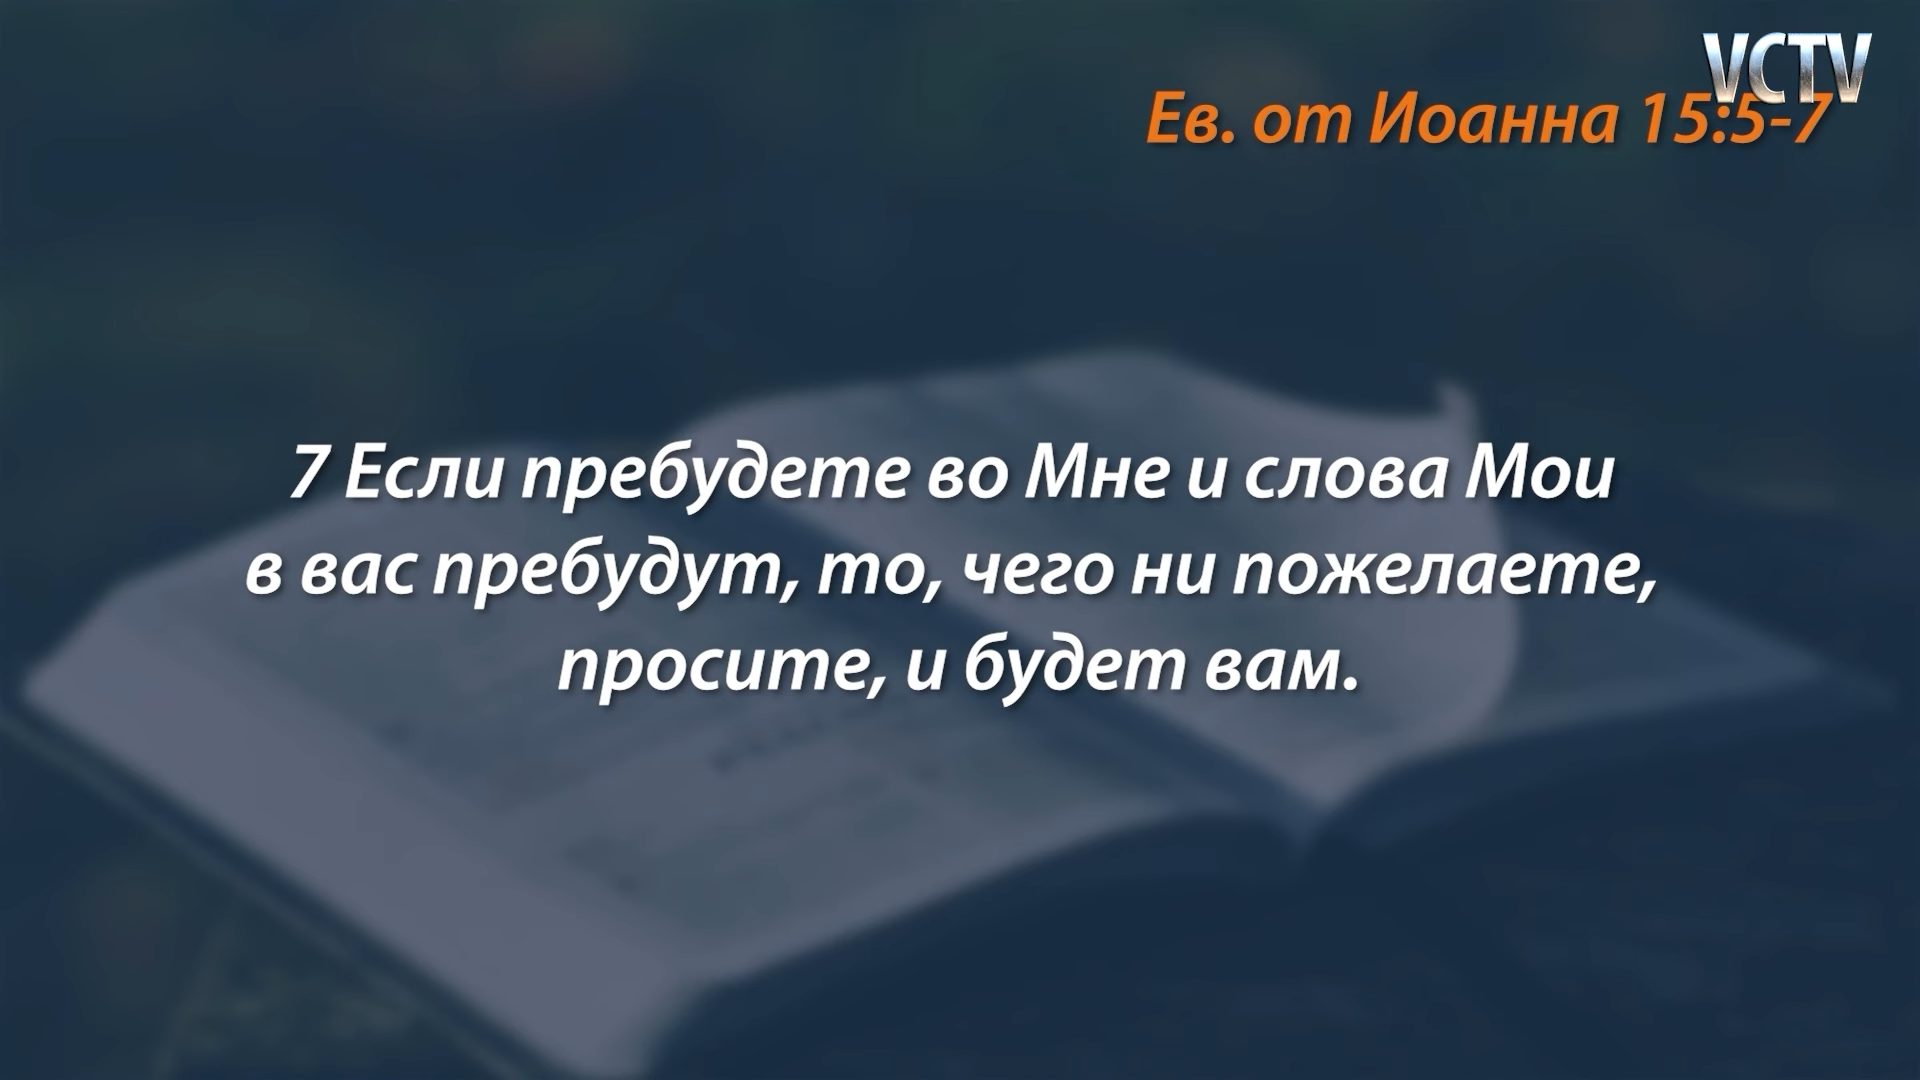 VCTV
Ев. от Иоанна 15:5-7
7 Если пребудете во Мне и слова Мои
в вас пребудут, то, чего ни пожелаете,
просите, и будет вам.